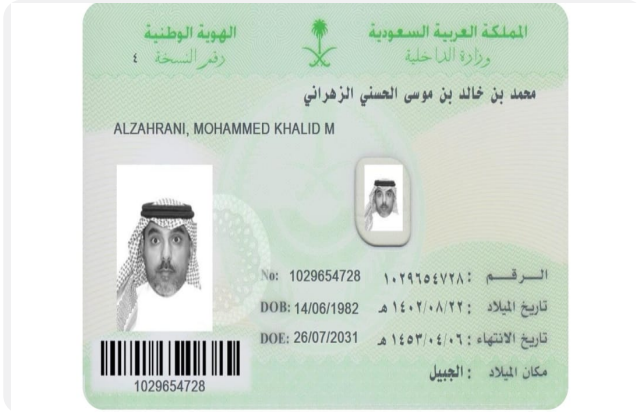 المملكة العربية السعودية
وزارة الداخلية
الهوية الوطنية
رقم النسخة ٤
محمد بن خالد بن موسى الحسني الزهراني
ALZAHRANI, MOHAMMED KHALID M
No: 1029654728 الـرقـم : ١٠٢٩٦٥٤٧٢٨
DOB: 14/06/1982 تاريخ الميلاد : ١٤٠٢/٠٨/٢٢ هـ
DOE: 26/07/2031 تاريخ الانتهاء : ١٤٥٣/٠٤/٠٦ هـ
مكان الميلاد : الجبيل
1029654728